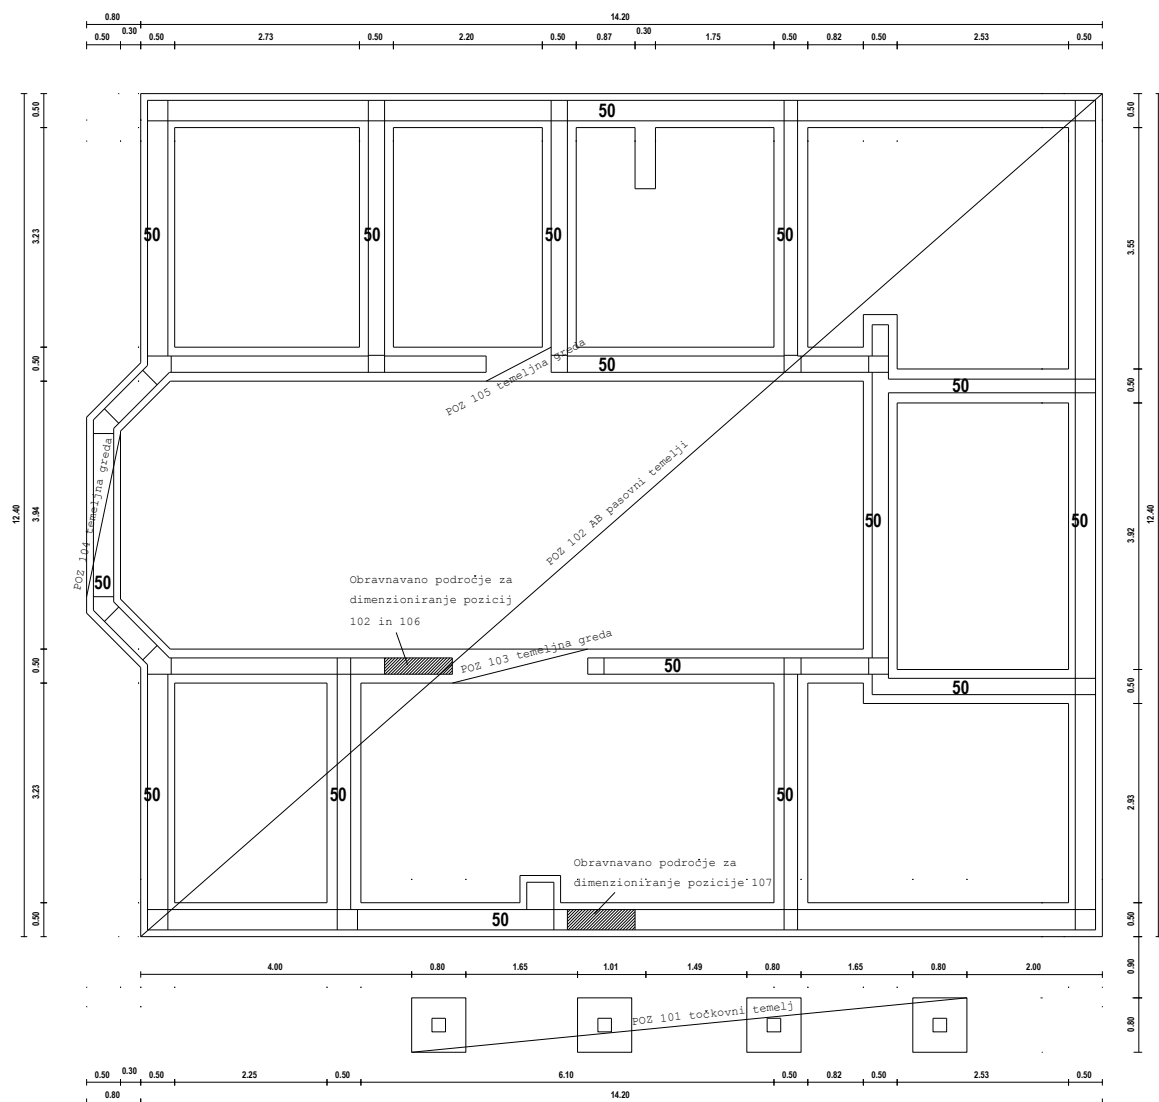 0.80 14.20
0.50 0.30 0.50 2.73 0.50 2.20 0.50 0.87 0.30 1.75 0.50 0.82 0.50 2.53 0.50
0.50 50 0.50
3.23 50 50 50 50 3.55
0.50 POZ 105 temeljna greda 50 50 0.50
12.40 3.94 POZ 104 temeljna greda POZ 102 AB pasovni temelji 50 50 3.92 12.40
50
Obravnavano področje za
dimenzioniranje pozicij
102 in 106
0.50 POZ 103 temeljna greda 50 50 0.50
3.23 50 50 50 2.93
Obravnavano področje za
dimenzioniranje pozicije 107
0.50 50 0.50
4.00 0.80 1.65 1.01 1.49 0.80 1.65 0.80 2.00 0.90
POZ 101 točkovni temelj 0.80
0.50 0.30 0.50 2.25 0.50 6.10 0.50 0.82 0.50 2.53 0.50
0.80 14.20